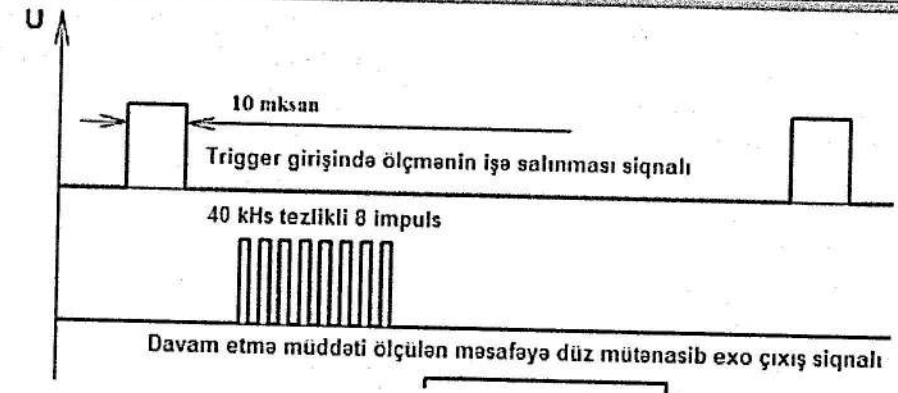 U
10 mksan
Trigger girişində ölçmənin işə salınması siqnalı
40 kHs tezlikli 8 impuls
Davam etmə müddəti ölçülən məsafəyə düz mütənasib exo çıxış siqnalı